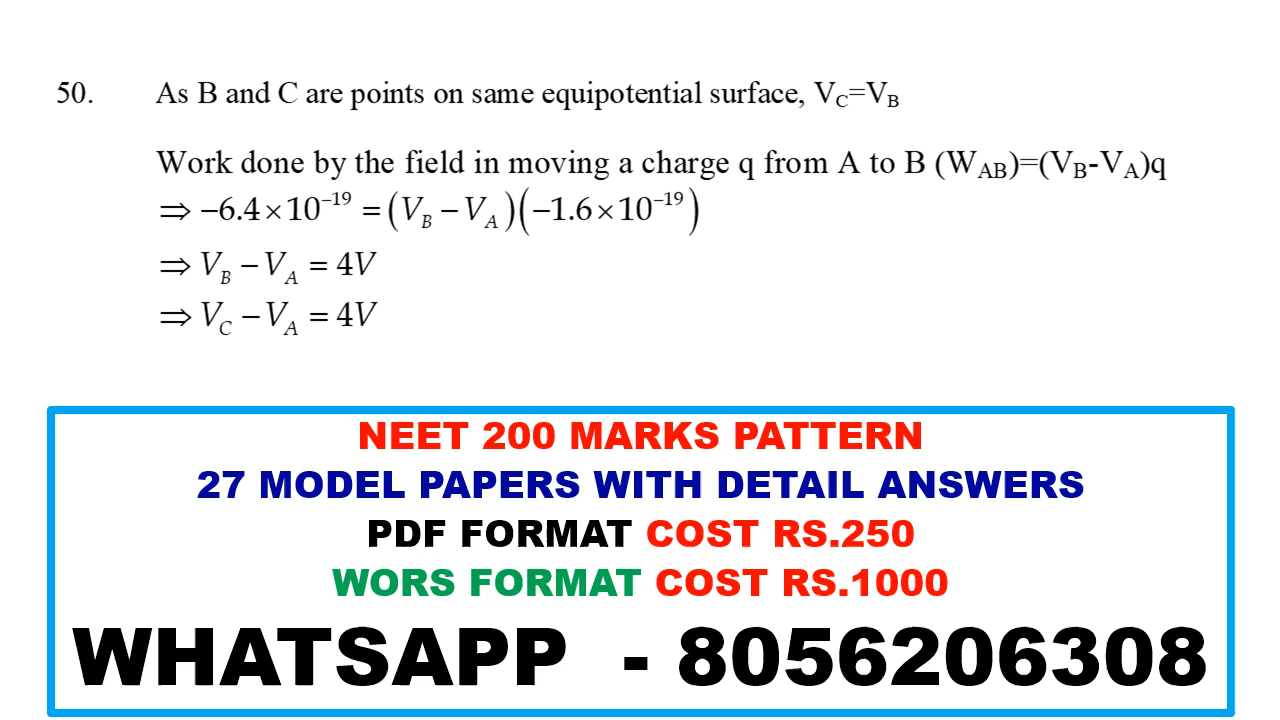 50. As B and C are points on same equipotential surface, V_C=V_B
Work done by the field in moving a charge q from A to B (W_AB)=(V_B-V_A)q
⇒ −6.4×10^−19 = (V_B − V_A)(−1.6×10^−19)
⇒ V_B − V_A = 4V
⇒ V_C − V_A = 4V
NEET 200 MARKS PATTERN
27 MODEL PAPERS WITH DETAIL ANSWERS
PDF FORMAT COST RS.250
WORS FORMAT COST RS.1000
WHATSAPP - 8056206308